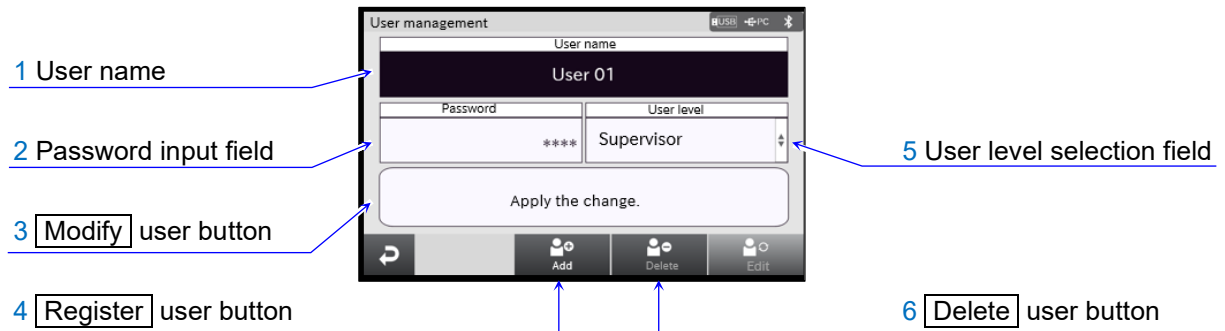 User management
USB PC
User name
User 01
Password
User level
****
Supervisor
Apply the change.
Add
Delete
Edit
1 User name
2 Password input field
3 Modify user button
4 Register user button
5 User level selection field
6 Delete user button